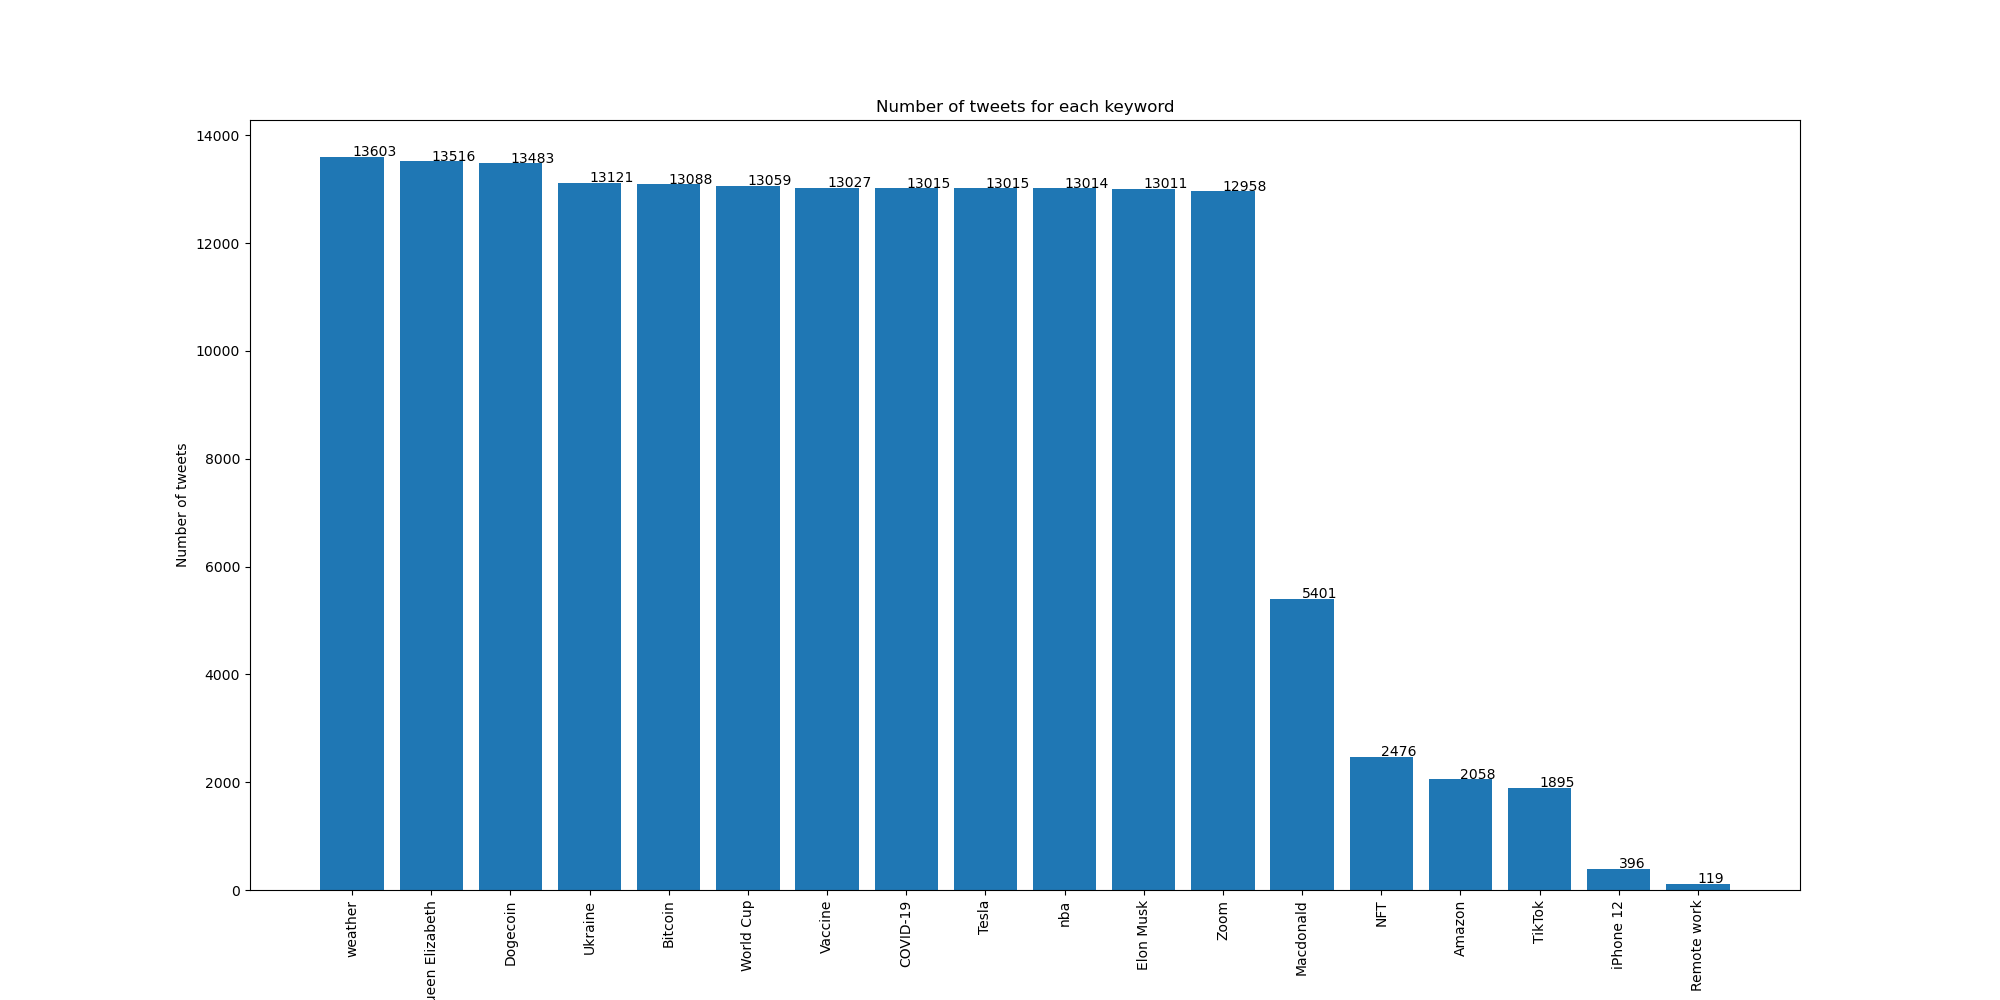 Number of tweets for each keyword
Number of tweets
14000
12000
10000
8000
6000
4000
2000
0
13603
13516
13483
13121
13088
13059
13027
13015
13015
13014
13011
12958
5401
2476
2058
1895
396
119
weather
ueen Elizabeth
Dogecoin
Ukraine
Bitcoin
World Cup
Vaccine
COVID-19
Tesla
nba
Elon Musk
Zoom
Macdonald
NFT
Amazon
TikTok
iPhone 12
Remote work